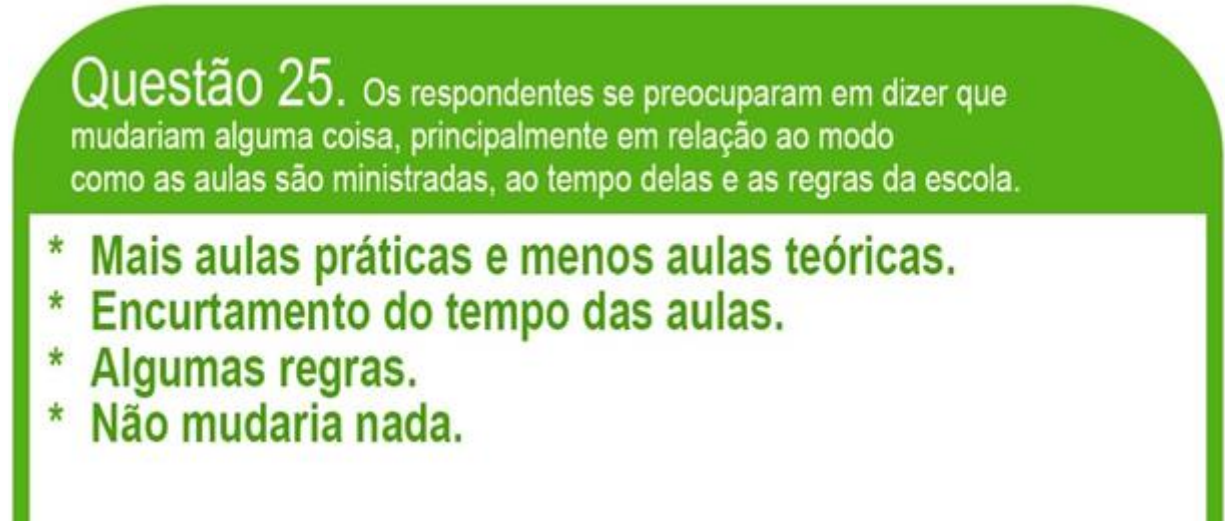 Questão 25. Os respondentes se preocuparam em dizer que
mudariam alguma coisa, principalmente em relação ao modo
como as aulas são ministradas, ao tempo delas e as regras da escola.
* Mais aulas práticas e menos aulas teóricas.
* Encurtamento do tempo das aulas.
* Algumas regras.
* Não mudaria nada.